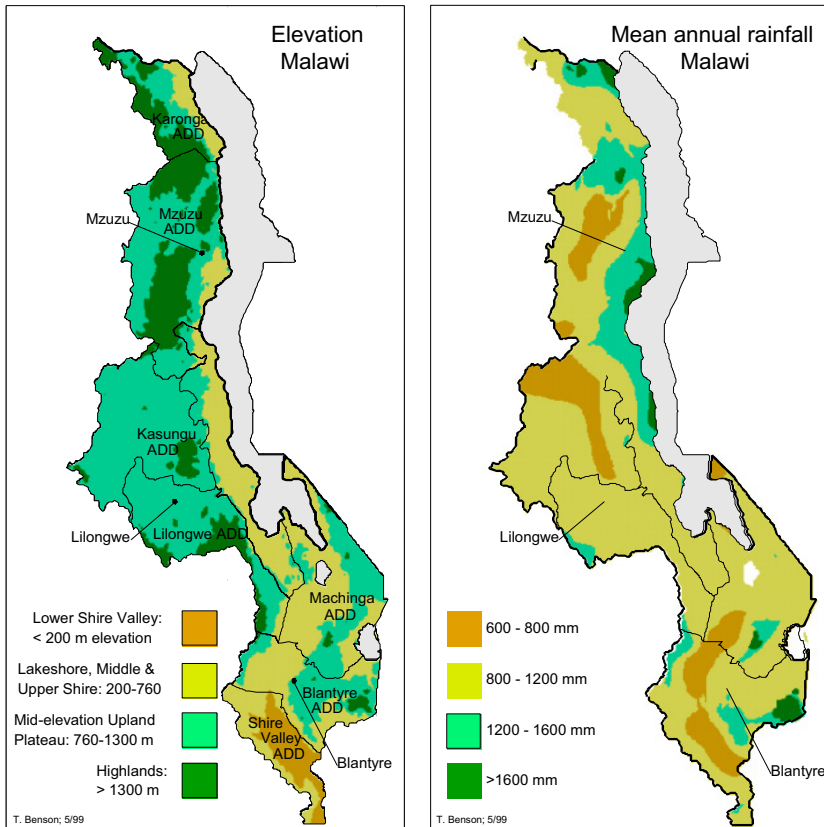 Elevation
Malawi
Karonga
ADD
Mzuzu
ADD
Mzuzu
Kasungu
ADD
Lilongwe
Lilongwe ADD
Machinga
ADD
Blantyre
ADD
Shire
Valley
ADD
Blantyre
Lower Shire Valley:
< 200 m elevation
Lakeshore, Middle &
Upper Shire: 200-760
Mid-elevation Upland
Plateau: 760-1300 m
Highlands:
> 1300 m
T. Benson; 5/99
Mean annual rainfall
Malawi
Mzuzu
Lilongwe
Blantyre
600 - 800 mm
800 - 1200 mm
1200 - 1600 mm
>1600 mm
T. Benson; 5/99